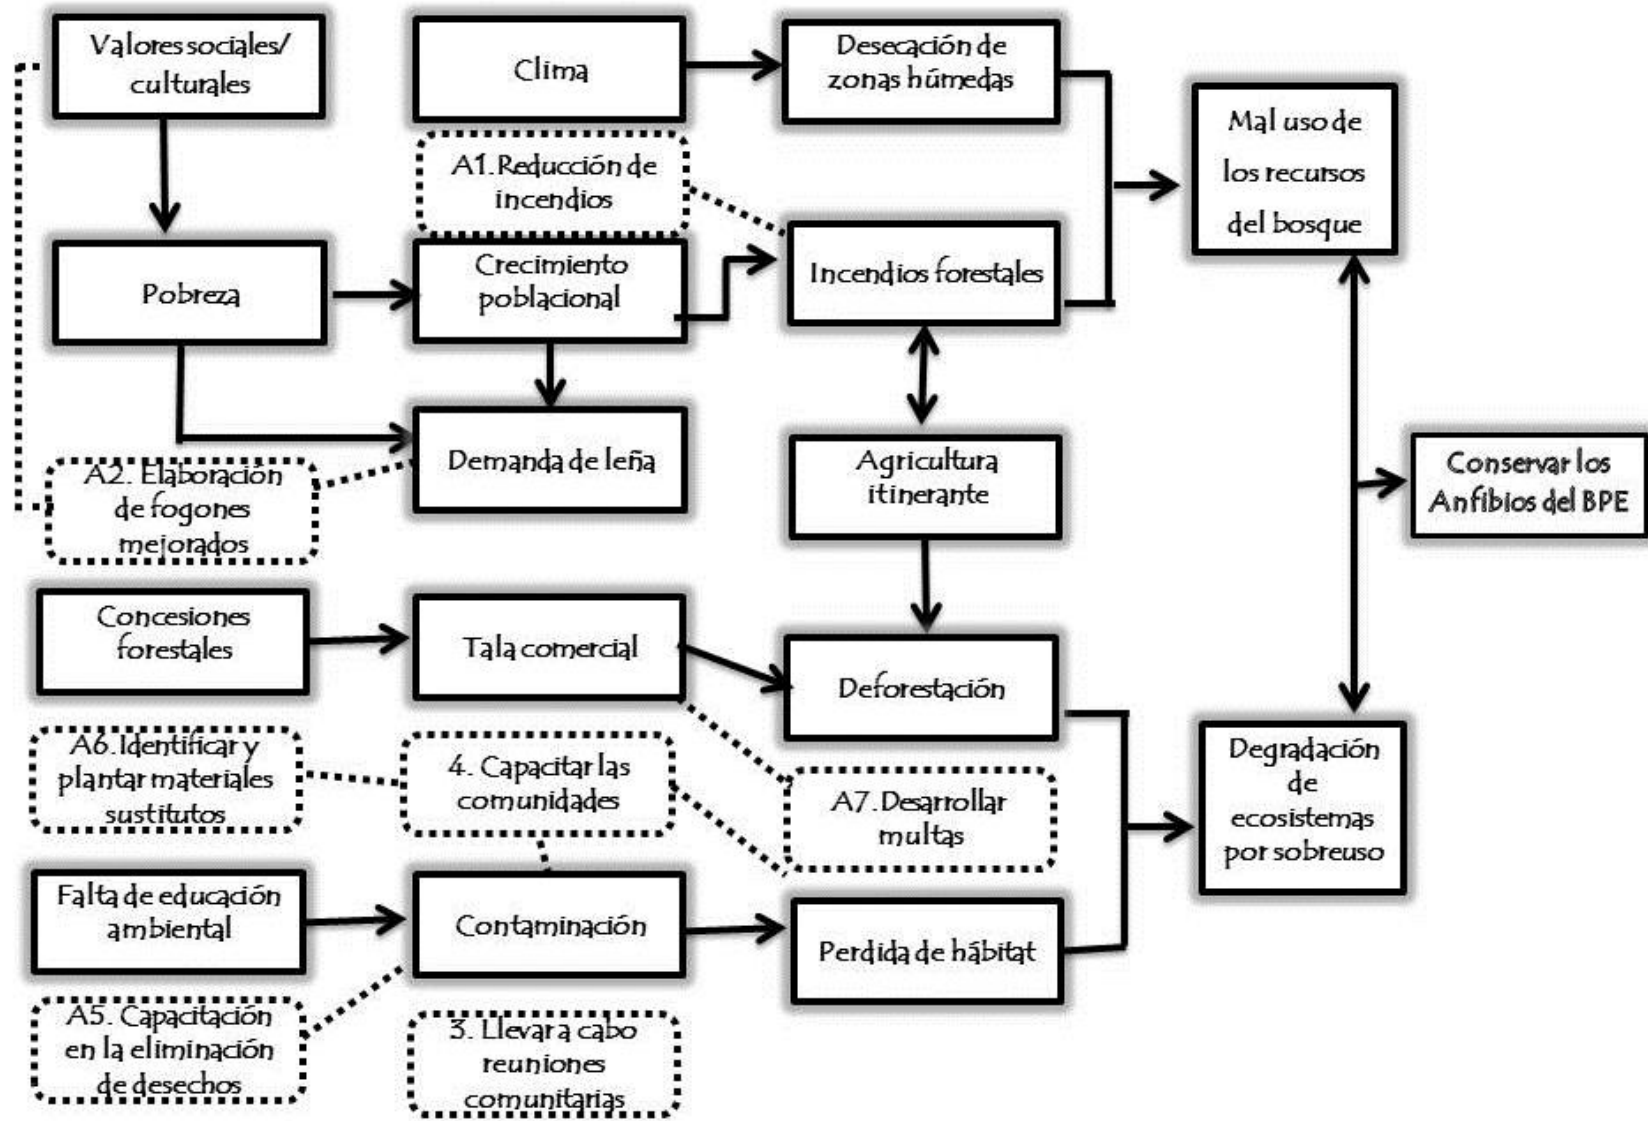 Valores sociales/
culturales
Clima
Desecación de
zonas húmedas
Mal uso de
los recursos
del bosque
A1. Reducción de
incendios
Pobreza
Crecimiento
poblacional
Incendios forestales
Demanda de leña
Agricultura
itinerante
Conservar los
Anfibios del BPE
A2. Elaboración
de fogones
mejorados
Concesiones
forestales
Tala comercial
Deforestación
Degradación
de
ecosistemas
por sobreuso
A6. Identificar y
plantar materiales
sustitutos
4. Capacitar las
comunidades
A7. Desarrollar
multas
Falta de educación
ambiental
Contaminación
Perdida de hábitat
A5. Capacitación
en la eliminación
de desechos
3. Llevar a cabo
reuniones
comunitarias